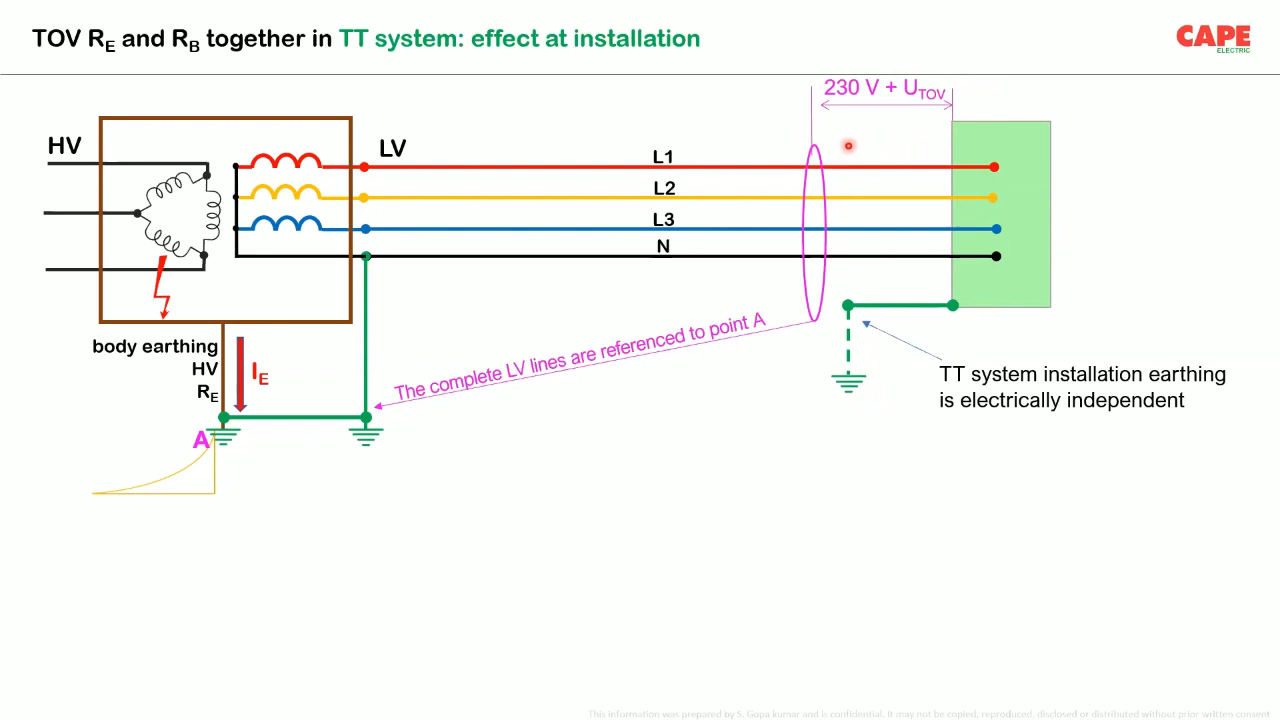 TOV RE and RB together in TT system: effect at installation
CAPE
ELECTRIC
230 V + UTOV
HV
LV
L1
L2
L3
N
body earthing
HV
RE
IE
The complete LV lines are referenced to point A
TT system installation earthing
is electrically independent
A
This information was prepared by S. Gopa kumar and is confidential. It may not be copied, reproduced, disclosed or distributed without prior written consent